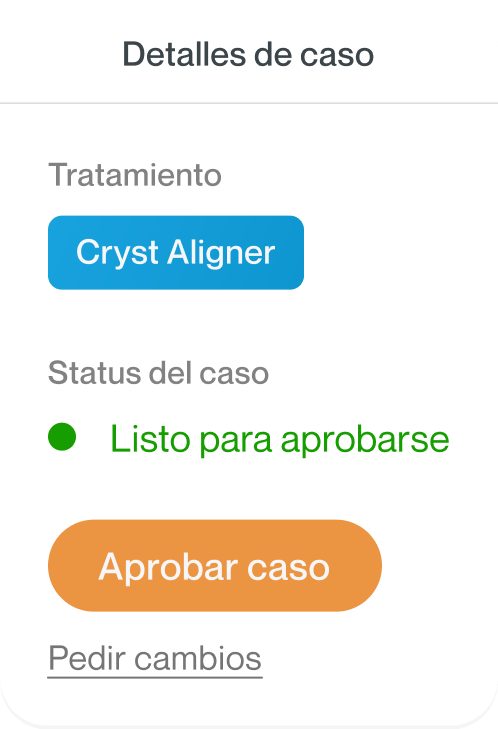 Detalles de caso
Tratamiento
Cryst Aligner
Status del caso
Listo para aprobarse
Aprobar caso
Pedir cambios